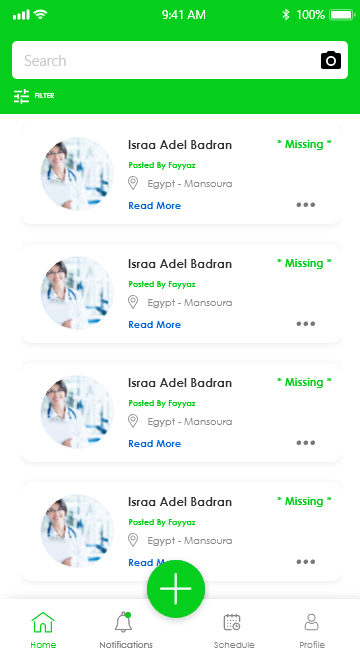 9:41 AM 100%
Search
FILTER
Israa Adel Badran * Missing *
Posted By Fayyaz
Egypt - Mansoura
Read More
Israa Adel Badran * Missing *
Posted By Fayyaz
Egypt - Mansoura
Read More
Israa Adel Badran * Missing *
Posted By Fayyaz
Egypt - Mansoura
Read More
Israa Adel Badran * Missing *
Posted By Fayyaz
Egypt - Mansoura
Read M
Home Notifications Schedule Profile